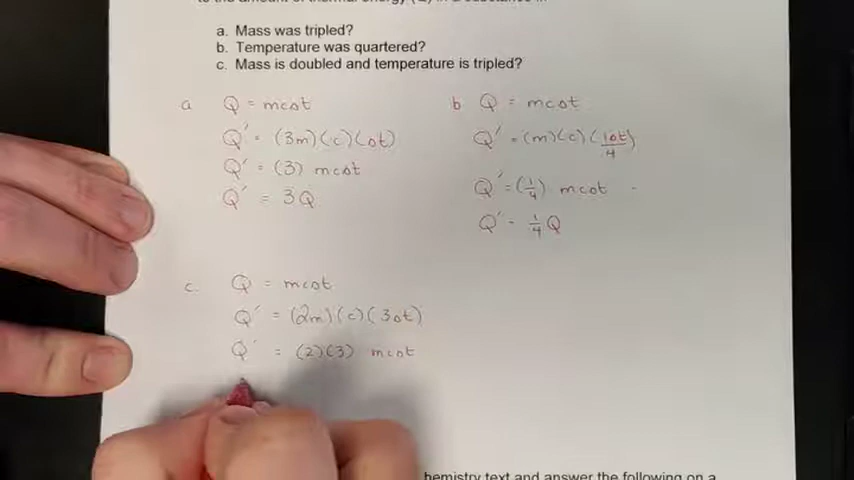 a. Mass was tripled?
b. Temperature was quartered?
c. Mass is doubled and temperature is tripled?
a Q = mcΔt
Q' = (3m)(c)(Δt)
Q' = (3) mcΔt
Q' = 3Q
b Q = mcΔt
Q' = (m)(c)(1Δt/4)
Q' = (1/4) mcΔt
Q' = 1/4 Q
c. Q = mcΔt
Q' = (2m)(c)(3Δt)
Q' = (2)(3) mcΔt
hemistry text and answer the following on a